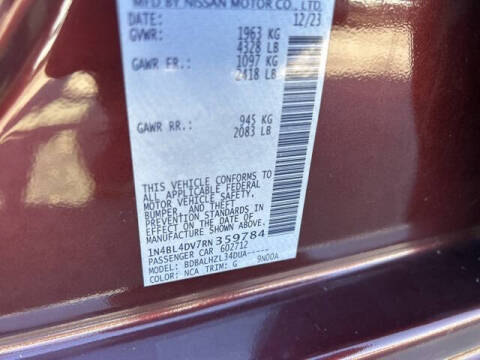 MFD BY NISSAN MOTOR CO., LTD.
DATE: 12/23
GVWR: 1963 KG
4328 LB
GAWR FR.: 1097 KG
2418 LB
GAWR RR.: 945 KG
2083 LB
THIS VEHICLE CONFORMS TO
ALL APPLICABLE FEDERAL
MOTOR VEHICLE SAFETY,
BUMPER, AND THEFT
PREVENTION STANDARDS IN
EFFECT ON THE DATE OF
MANUFACTURE SHOWN ABOVE.
1N4BL4DV7RN359784
PASSENGER CAR 602712
MODEL: BDBALHZL34DUA-----
COLOR: NCA TRIM: G 9N00A